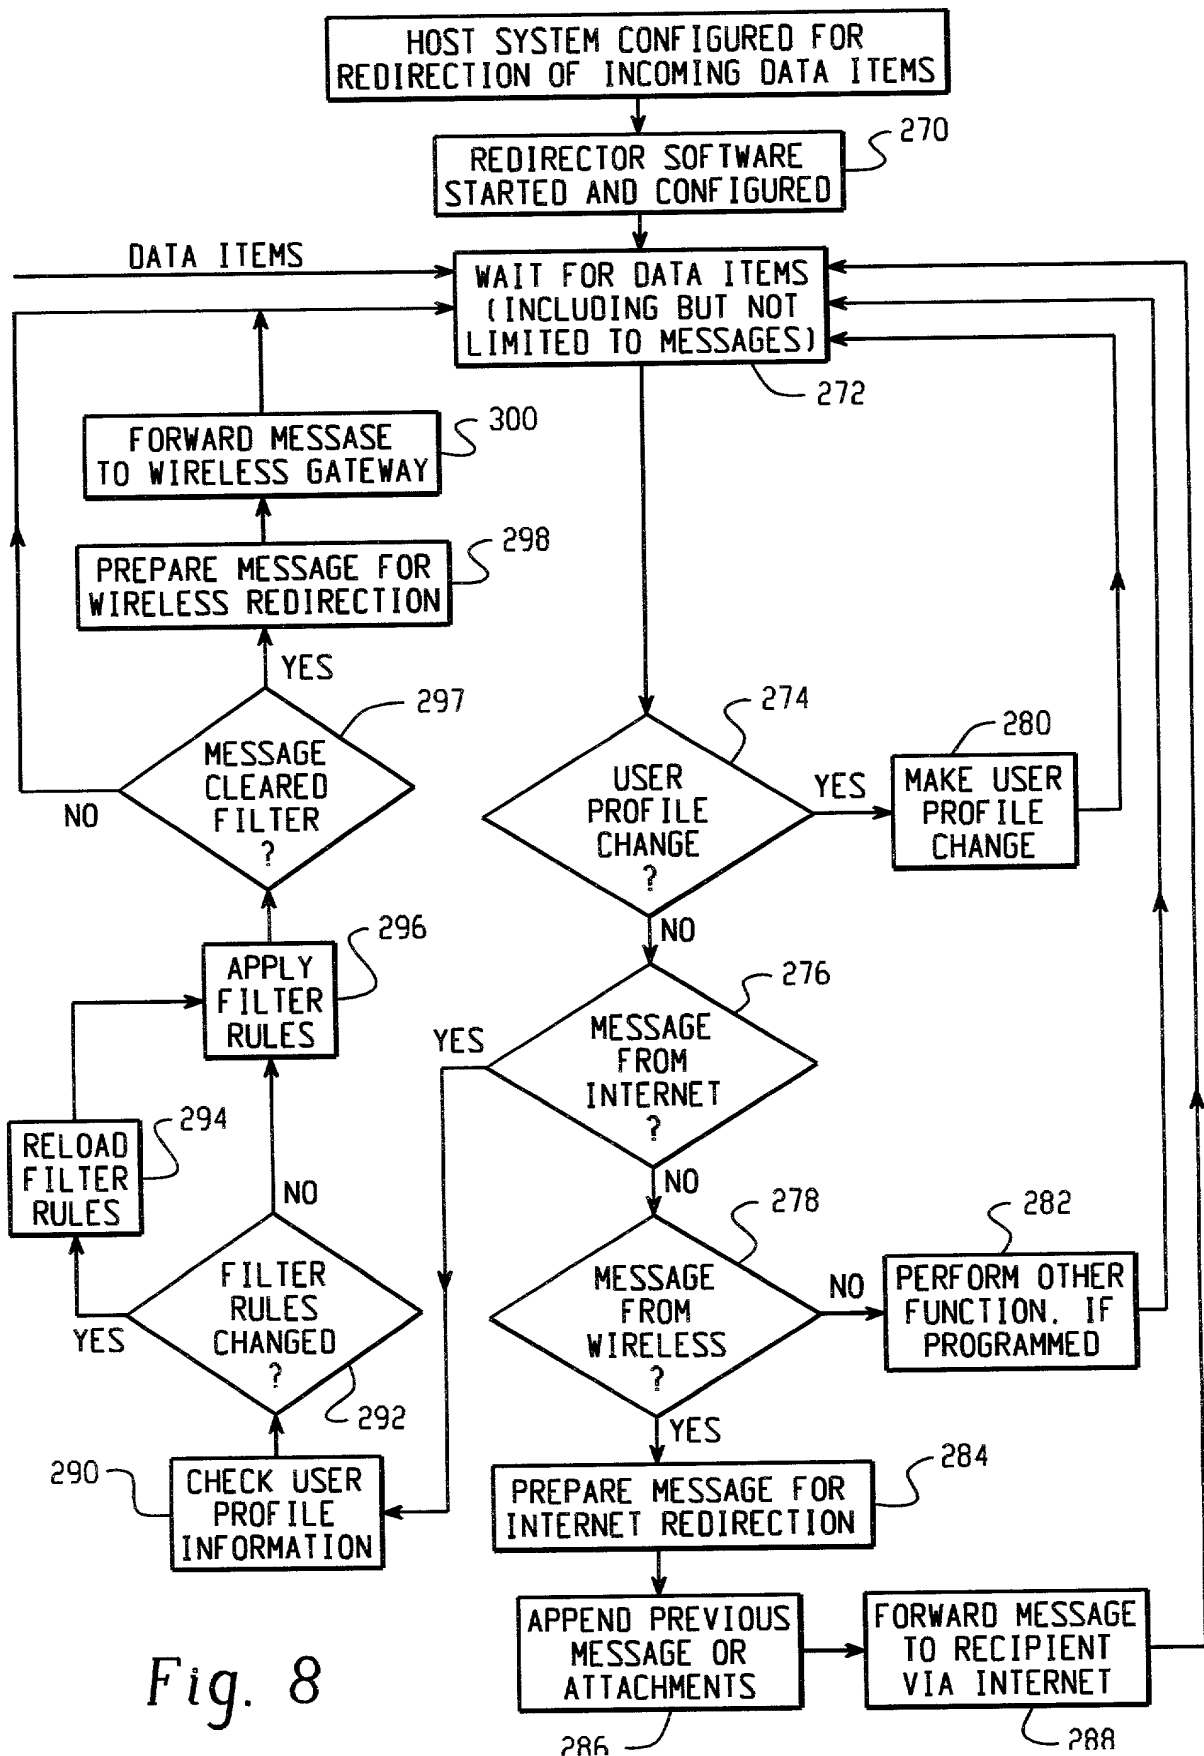 HOST SYSTEM CONFIGURED FOR
REDIRECTION OF INCOMING DATA ITEMS
270
REDIRECTOR SOFTWARE
STARTED AND CONFIGURED
DATA ITEMS
WAIT FOR DATA ITEMS
(INCLUDING BUT NOT
LIMITED TO MESSAGES)
272
300
FORWARD MESSASE
TO WIRELESS GATEWAY
298
PREPARE MESSAGE FOR
WIRELESS REDIRECTION
YES
297
MESSAGE
CLEARED
FILTER
?
NO
274
USER
PROFILE
CHANGE
?
YES
280
MAKE USER
PROFILE
CHANGE
NO
296
APPLY
FILTER
RULES
276
MESSAGE
FROM
INTERNET
?
YES
294
RELOAD
FILTER
RULES
NO
NO
278
282
FILTER
RULES
CHANGED
?
YES
292
MESSAGE
FROM
WIRELESS
?
NO
PERFORM OTHER
FUNCTION. IF
PROGRAMMED
YES
290
CHECK USER
PROFILE
INFORMATION
284
PREPARE MESSAGE FOR
INTERNET REDIRECTION
APPEND PREVIOUS
MESSAGE OR
ATTACHMENTS
286
FORWARD MESSAGE
TO RECIPIENT
VIA INTERNET
288
Fig. 8